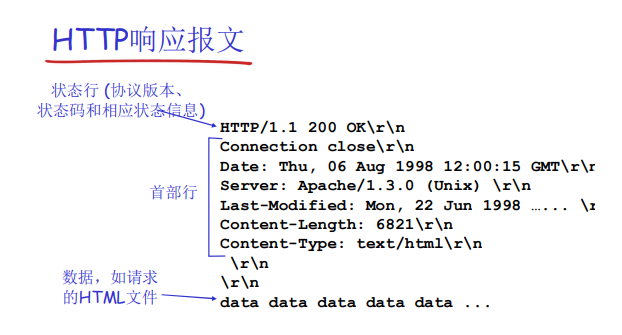 HTTP响应报文
状态行 (协议版本、
状态码和相应状态信息)
HTTP/1.1 200 OK\r\n
Connection close\r\n
Date: Thu, 06 Aug 1998 12:00:15 GMT\r\n
Server: Apache/1.3.0 (Unix) \r\n
Last-Modified: Mon, 22 Jun 1998 …... \r
Content-Length: 6821\r\n
Content-Type: text/html\r\n
\r\n
\r\n
首部行
数据，如请求
的HTML文件
data data data data data ...